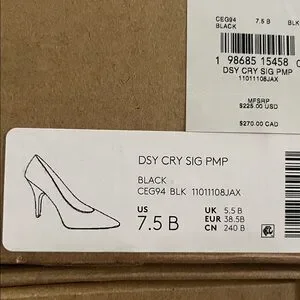 CEG94 7.5 B BLK
BLACK
1 98685 15458 0
DSY CRY SIG PMP
11011108JAX
MFSRP
$225.00 USD
$270.00 CAD
DSY CRY SIG PMP
BLACK
CEG94 BLK 11011108JAX
US
7.5 B
UK 5.5 B
EUR 38.5B
CN 240 B